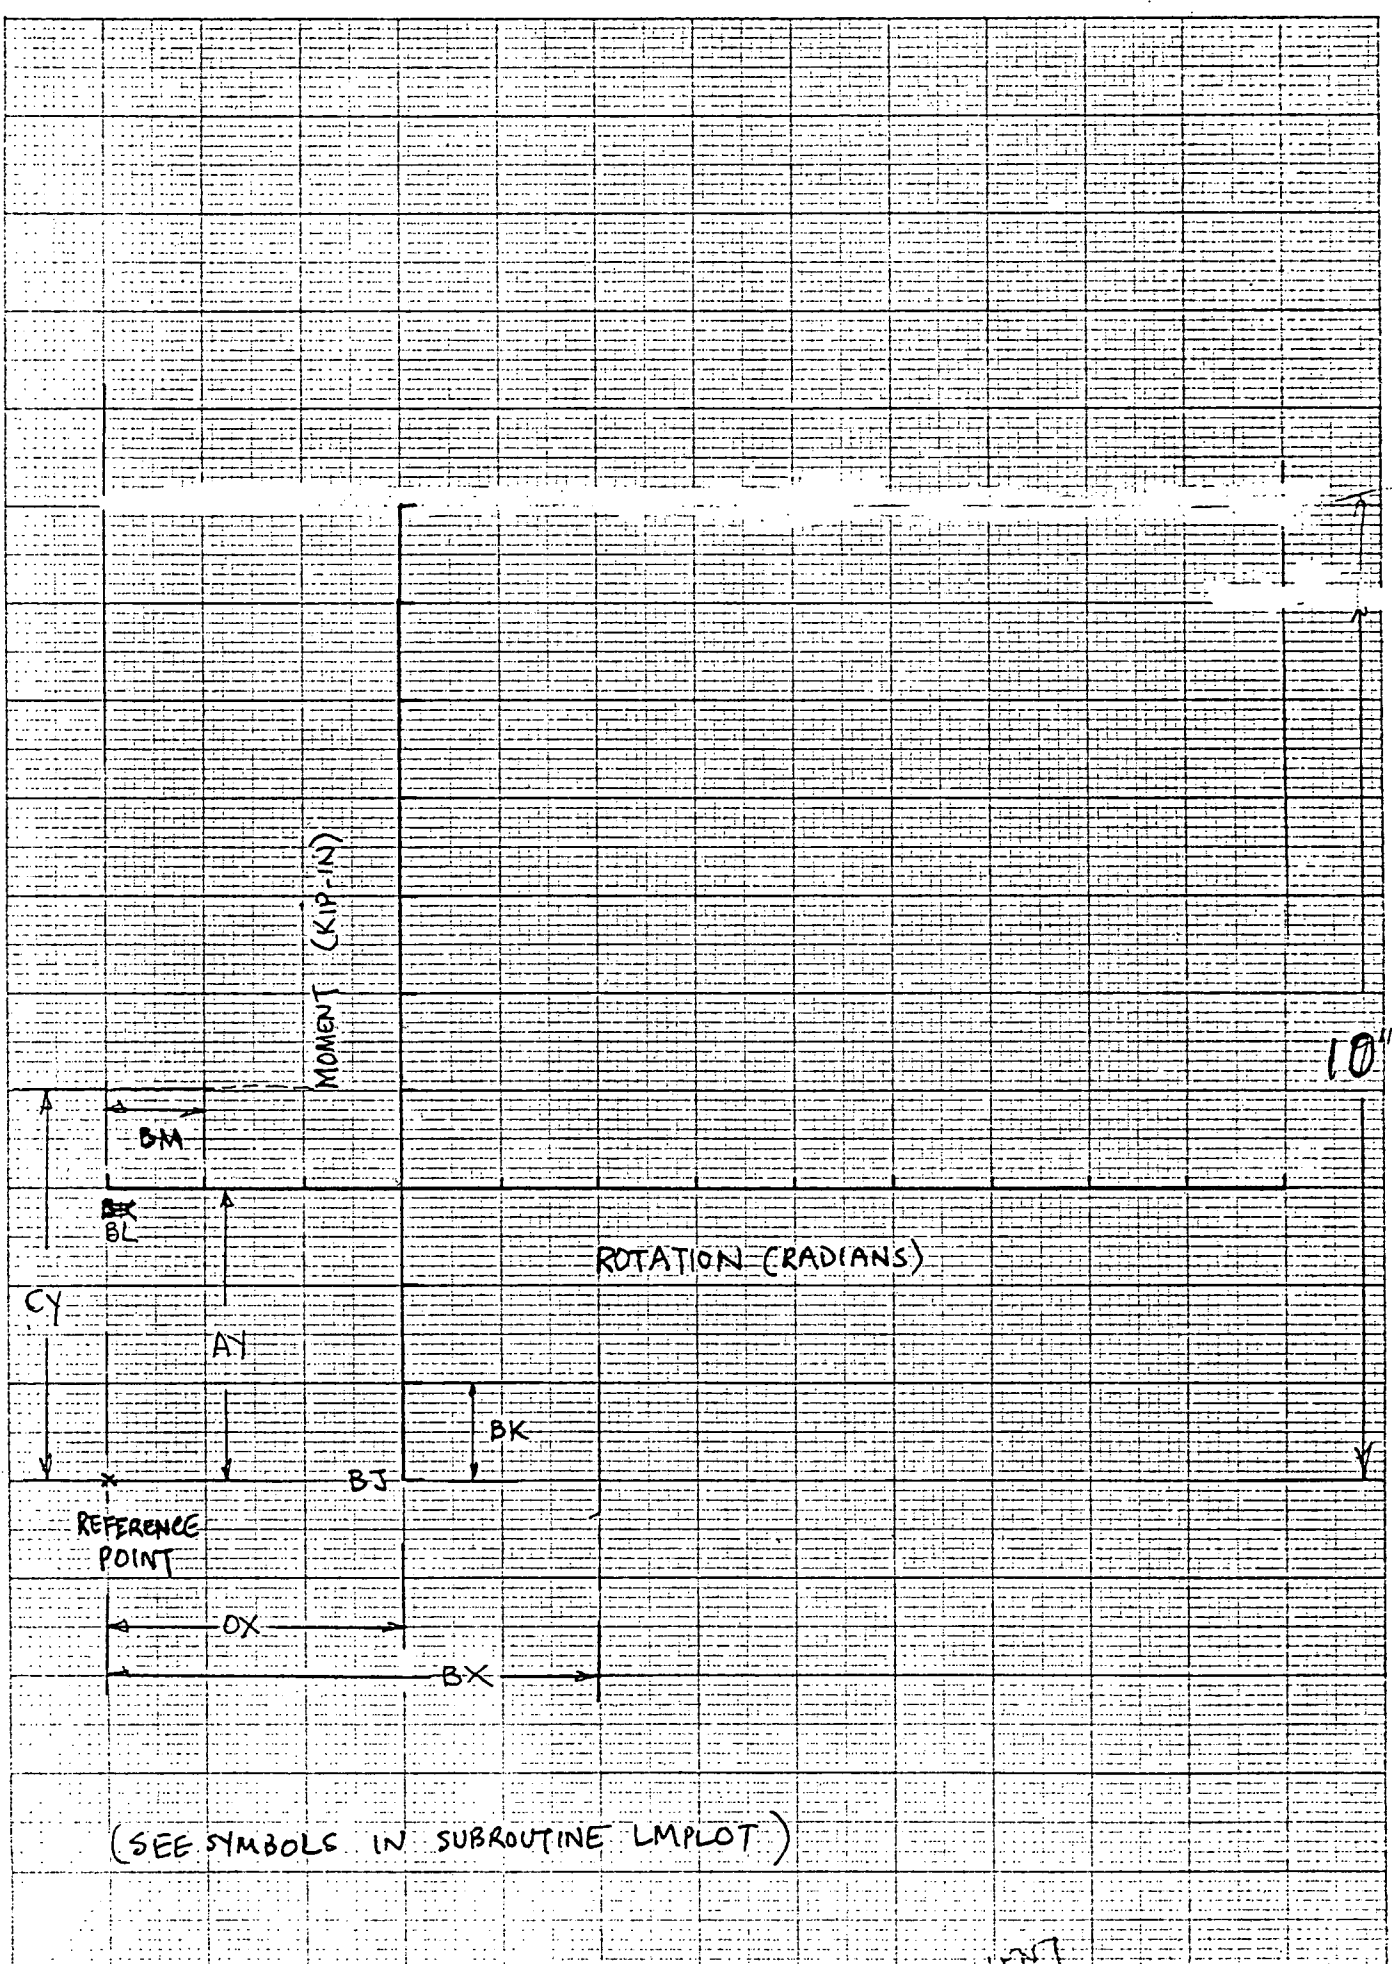 MOMENT (KIP-IN)
10"
BM
BL
ROTATION (RADIANS)
CY
AY
BK
BJ
REFERENCE
POINT
OX
BX
(SEE SYMBOLS IN SUBROUTINE LMPLOT)